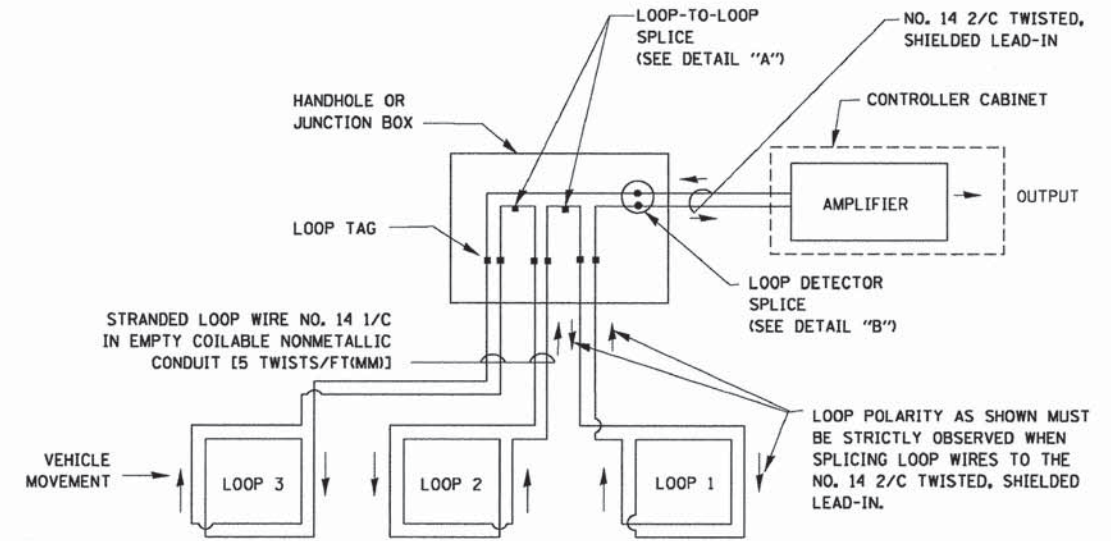 LOOP-TO-LOOP
SPLICE
(SEE DETAIL "A")
NO. 14 2/C TWISTED,
SHIELDED LEAD-IN
HANDHOLE OR
JUNCTION BOX
CONTROLLER CABINET
AMPLIFIER
OUTPUT
LOOP TAG
LOOP DETECTOR
SPLICE
(SEE DETAIL "B")
STRANDED LOOP WIRE NO. 14 1/C
IN EMPTY COILABLE NONMETALLIC
CONDUIT [5 TWISTS/FT(MM)]
LOOP POLARITY AS SHOWN MUST
BE STRICTLY OBSERVED WHEN
SPLICING LOOP WIRES TO THE
NO. 14 2/C TWISTED, SHIELDED
LEAD-IN.
VEHICLE
MOVEMENT
LOOP 3
LOOP 2
LOOP 1